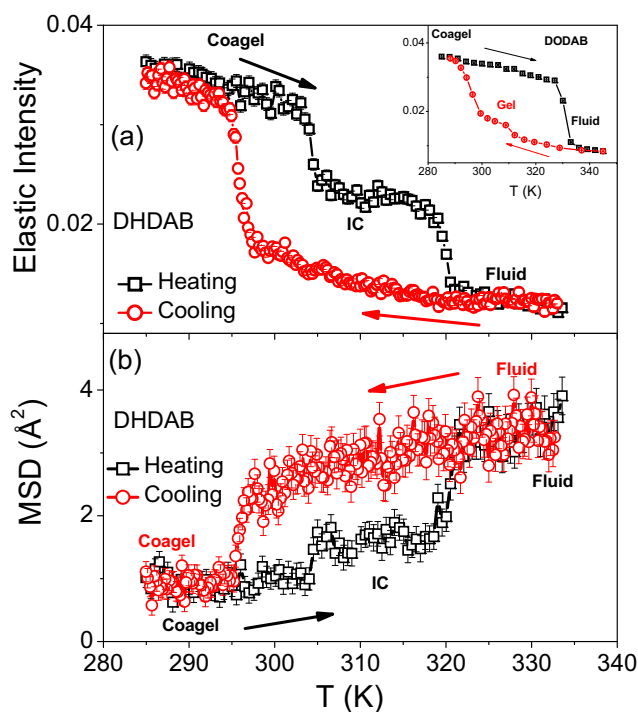 0.04
Coagel
Coagel
DODAB
0.04
Gel
Fluid
0.01
280
300
320
340
T (K)
(a)
Elastic Intensity
0.02
IC
DHDAB
Fluid
Heating
Cooling
(b)
Fluid
4
DHDAB
Heating
Fluid
Cooling
MSD (Å²)
2
Coagel
IC
Coagel
0
280
290
300
310
320
330
340
T (K)